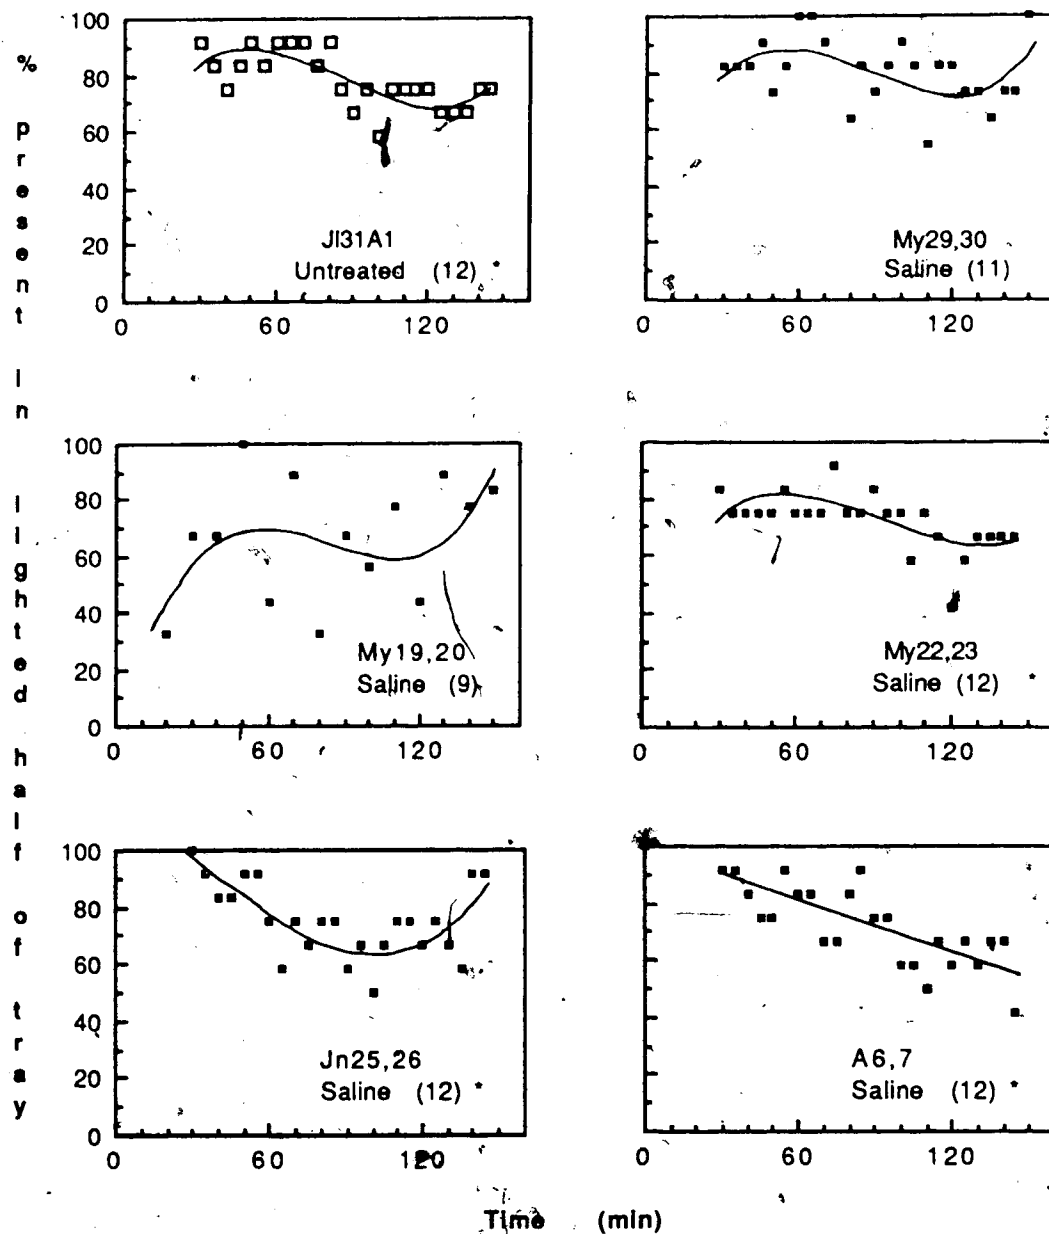 % present In lighted half of tray
100
80
60
40
20
0
0 60 120
Jl31A1
Untreated (12) *
0 60 120
My29,30
Saline (11)
100
80
60
40
20
0
0 60 120
My19,20
Saline (9)
0 60 120
My22,23
Saline (12) *
100
80
60
40
20
0
0 60 120
Jn25,26
Saline (12) *
0 60 120
A6,7
Saline (12) *
Time (min)